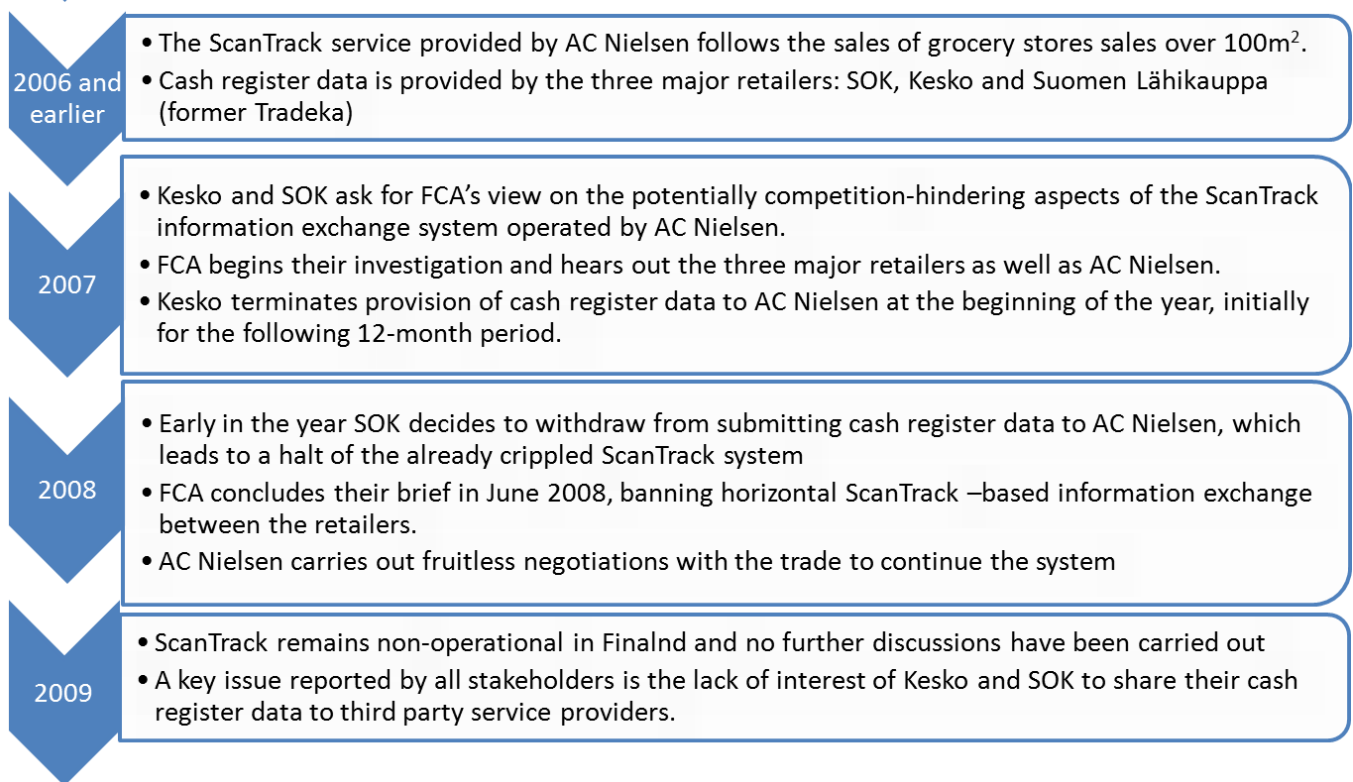 2006 and
earlier
• The ScanTrack service provided by AC Nielsen follows the sales of grocery stores sales over 100m².
• Cash register data is provided by the three major retailers: SOK, Kesko and Suomen Lähikauppa
(former Tradeka)
2007
• Kesko and SOK ask for FCA’s view on the potentially competition-hindering aspects of the ScanTrack
information exchange system operated by AC Nielsen.
• FCA begins their investigation and hears out the three major retailers as well as AC Nielsen.
• Kesko terminates provision of cash register data to AC Nielsen at the beginning of the year, initially
for the following 12-month period.
2008
• Early in the year SOK decides to withdraw from submitting cash register data to AC Nielsen, which
leads to a halt of the already crippled ScanTrack system
• FCA concludes their brief in June 2008, banning horizontal ScanTrack –based information exchange
between the retailers.
• AC Nielsen carries out fruitless negotiations with the trade to continue the system
2009
• ScanTrack remains non-operational in Finalnd and no further discussions have been carried out
• A key issue reported by all stakeholders is the lack of interest of Kesko and SOK to share their cash
register data to third party service providers.